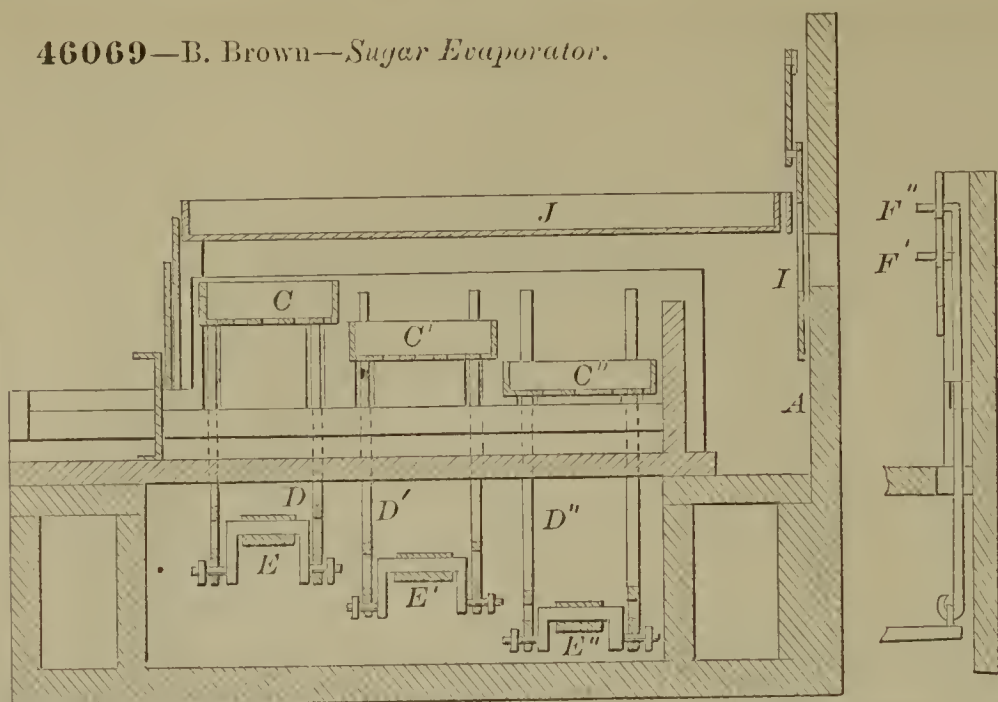 46069—B. Brown—Sugar Evaporator.
J
F"
F'
I
C
C'
C"
A
D
D'
D"
E
E'
E"